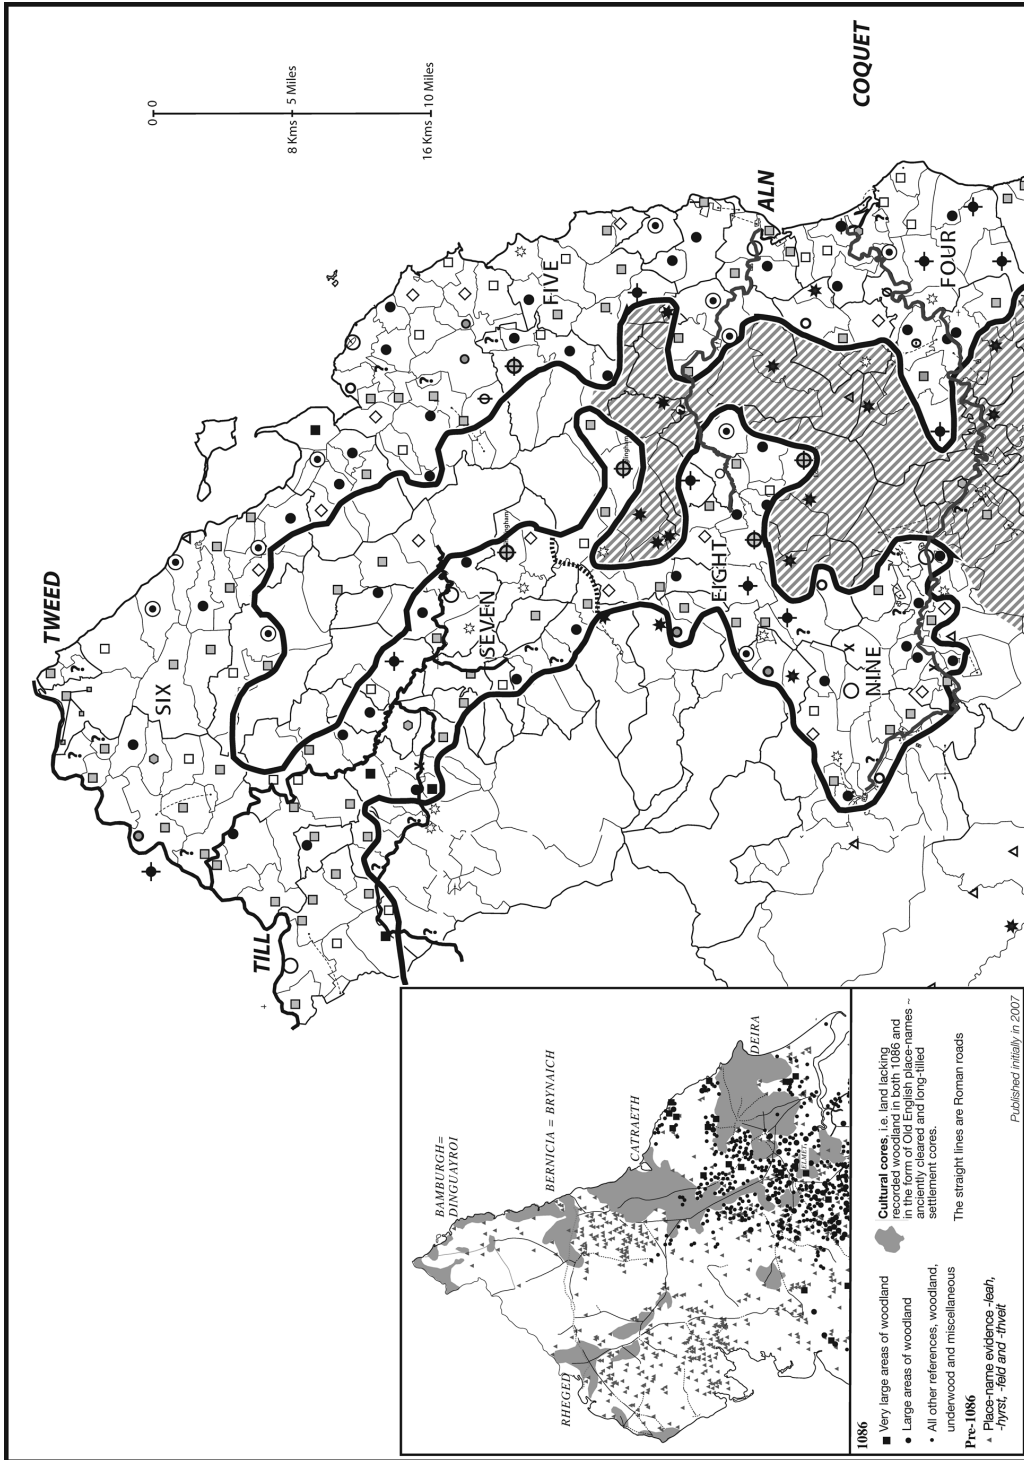 COQUET
0 0
8 Kms 5 Miles
16 Kms 10 Miles
ALN
FIVE
FOUR
TWEED
SIX
SEVEN
EIGHT
NINE
TILL
?
x
BAMBURGH=
DINGUAYROI
BERNICIA = BRYNAICH
CATRAETH
DEIRA
RHEGED
ELMET
1086
Very large areas of woodland
Large areas of woodland
All other references, woodland,
underwood and miscellaneous
Pre-1086
Place-name evidence -leah,
-hyrst, -feld and -thveit
Cultural cores, i.e. land lacking
recorded woodland in both 1086 and
in the form of Old English place-names ~
anciently cleared and long-tilled
settlement cores.
The straight lines are Roman roads
Published initially in 2007